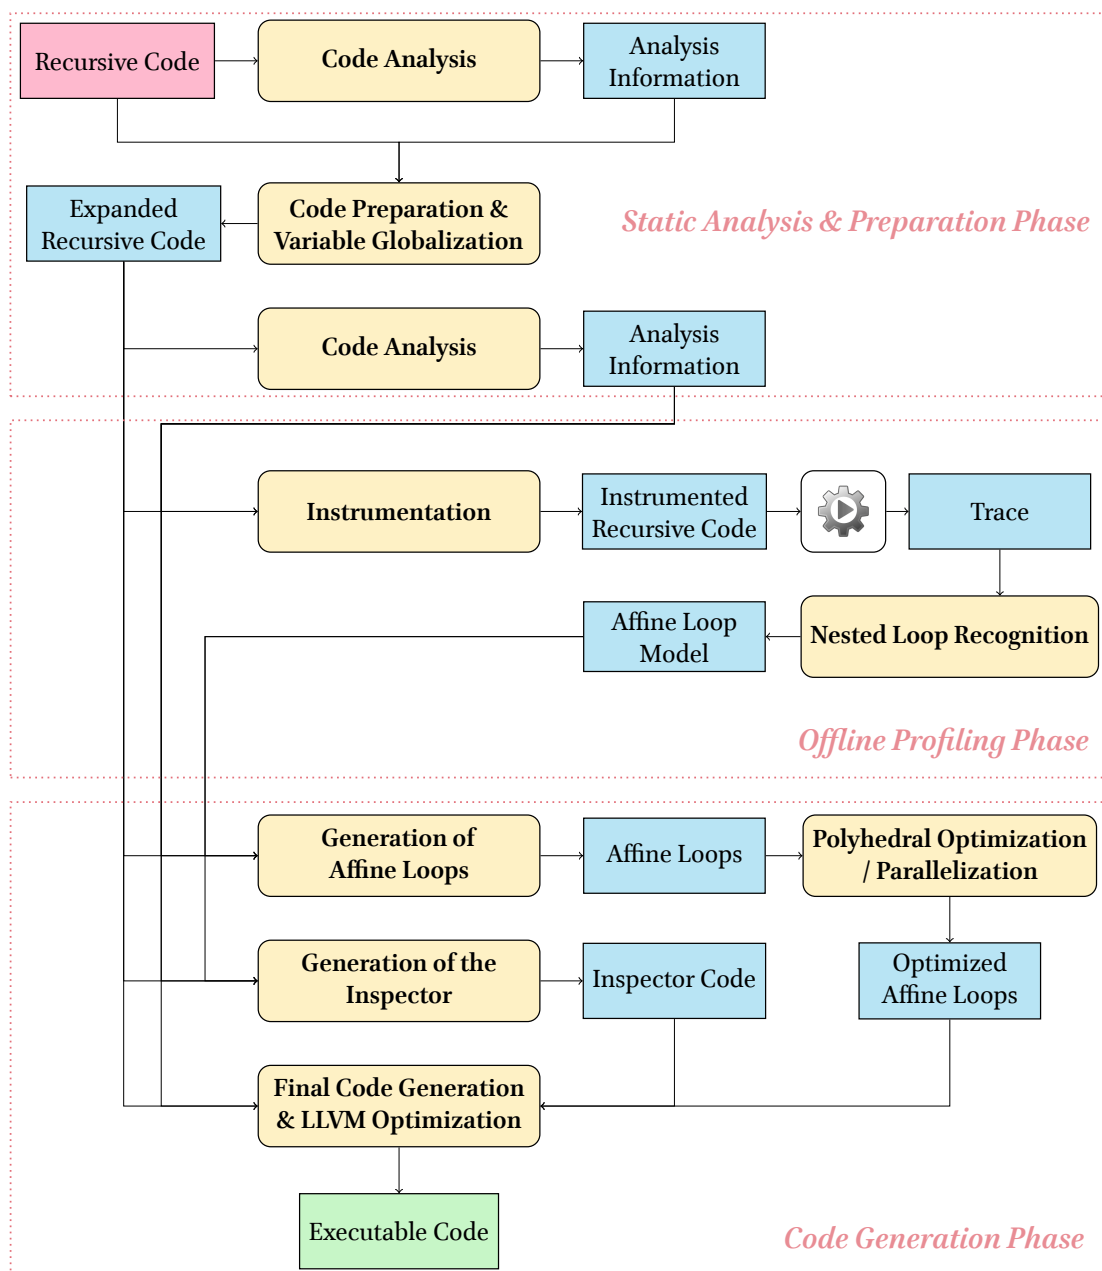 Recursive Code
Code Analysis
Analysis
Information
Expanded
Recursive Code
Code Preparation &
Variable Globalization
Static Analysis & Preparation Phase
Code Analysis
Analysis
Information
Instrumentation
Instrumented
Recursive Code
Trace
Affine Loop
Model
Nested Loop Recognition
Offline Profiling Phase
Generation of
Affine Loops
Affine Loops
Polyhedral Optimization
/ Parallelization
Generation of the
Inspector
Inspector Code
Optimized
Affine Loops
Final Code Generation
& LLVM Optimization
Executable Code
Code Generation Phase